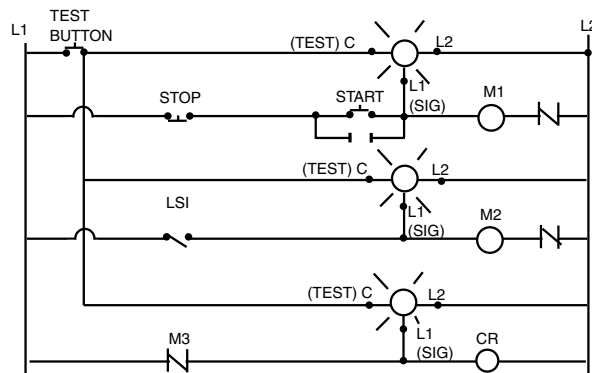 L1
TEST
BUTTON
L2
(TEST) C
L2
L1
(SIG)
STOP
START
M1
(TEST) C
L2
LSI
L1
(SIG)
M2
(TEST) C
L2
M3
L1
(SIG)
CR